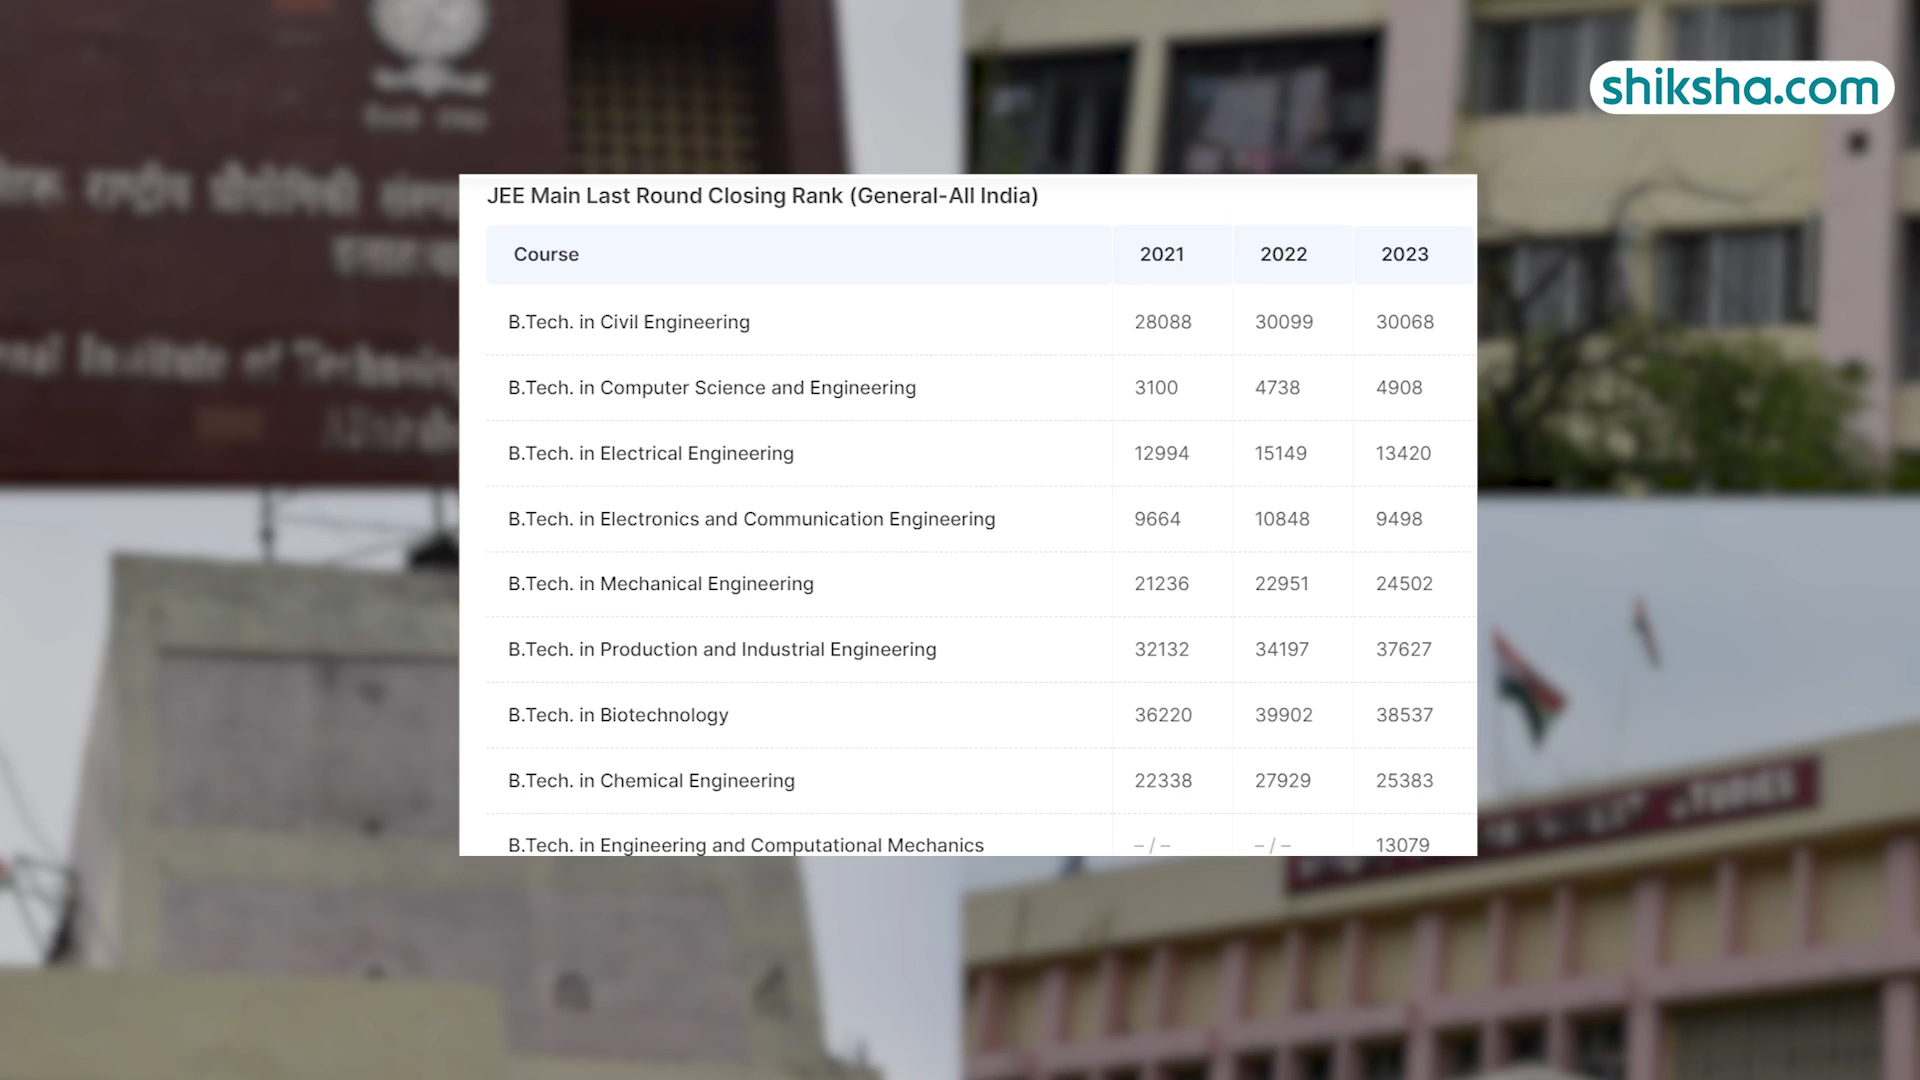 shiksha.com
राष्ट्रीय प्रौद्योगिकी
Institute of Technology
JEE Main Last Round Closing Rank (General-All India)
Course 2021 2022 2023
B.Tech. in Civil Engineering 28088 30099 30068
B.Tech. in Computer Science and Engineering 3100 4738 4908
B.Tech. in Electrical Engineering 12994 15149 13420
B.Tech. in Electronics and Communication Engineering 9664 10848 9498
B.Tech. in Mechanical Engineering 21236 22951 24502
B.Tech. in Production and Industrial Engineering 32132 34197 37627
B.Tech. in Biotechnology 36220 39902 38537
B.Tech. in Chemical Engineering 22338 27929 25383
B.Tech. in Engineering and Computational Mechanics – / – – / – 13079